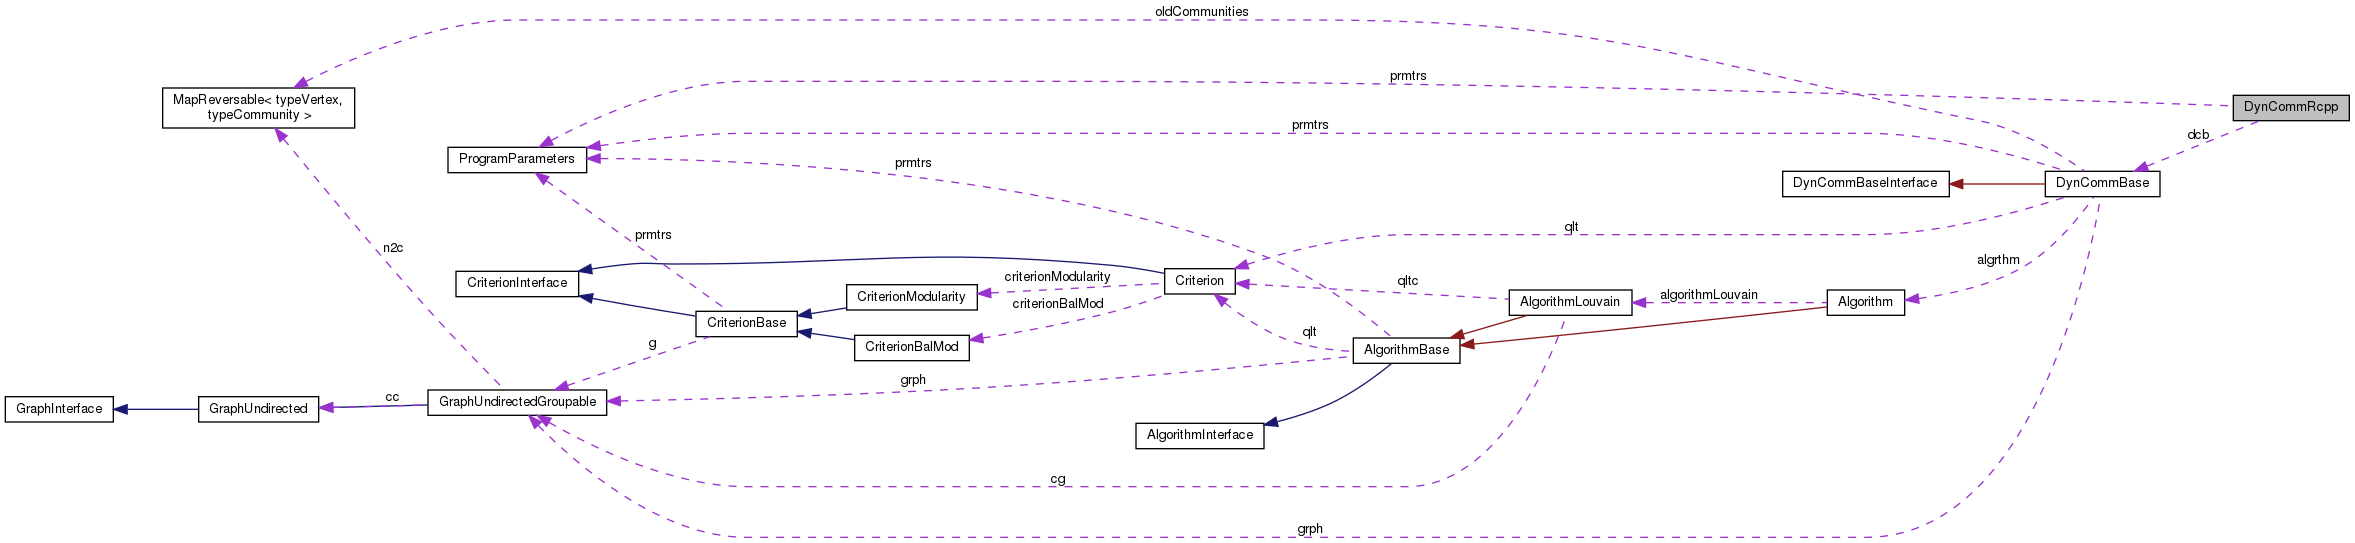 oldCommunities
prmtrs
MapReversable< typeVertex,
typeCommunity >
DynCommRcpp
prmtrs
dcb
ProgramParameters
prmtrs
DynCommBaseInterface
DynCommBase
qlt
prmtrs
n2c
algrthm
CriterionInterface
criterionModularity
Criterion
qltc
CriterionModularity
criterionBalMod
AlgorithmLouvain
algorithmLouvain
Algorithm
CriterionBase
qlt
g
CriterionBalMod
AlgorithmBase
grph
cc
GraphInterface
GraphUndirected
GraphUndirectedGroupable
AlgorithmInterface
cg
grph